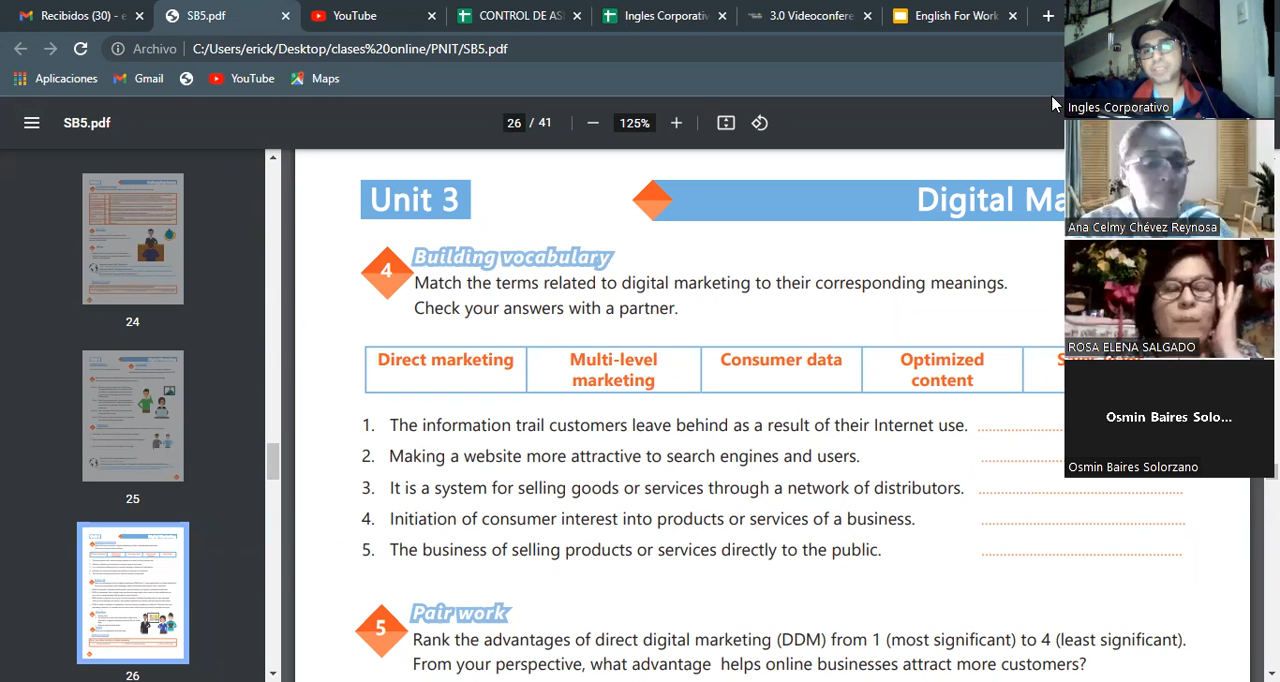 Recibidos (30) - e
SB5.pdf
YouTube
CONTROL DE AS
Ingles Corporativ
3.0 Videoconfere
English For Work
Archivo
C:/Users/erick/Desktop/clases%20online/PNIT/SB5.pdf
Aplicaciones
Gmail
YouTube
Maps
SB5.pdf
26 / 41
125%
24
25
26
Unit 3
Digital Ma
4
Building vocabulary
Match the terms related to digital marketing to their corresponding meanings.
Check your answers with a partner.
Direct marketing
Multi-level
marketing
Consumer data
Optimized
content
1. The information trail customers leave behind as a result of their Internet use.
2. Making a website more attractive to search engines and users.
3. It is a system for selling goods or services through a network of distributors.
4. Initiation of consumer interest into products or services of a business.
5. The business of selling products or services directly to the public.
5
Pair work
Rank the advantages of direct digital marketing (DDM) from 1 (most significant) to 4 (least significant).
From your perspective, what advantage helps online businesses attract more customers?
Ingles Corporativo
Ana Celmy Chévez Reynosa
ROSA ELENA SALGADO
Osmin Baires Solo...
Osmin Baires Solorzano